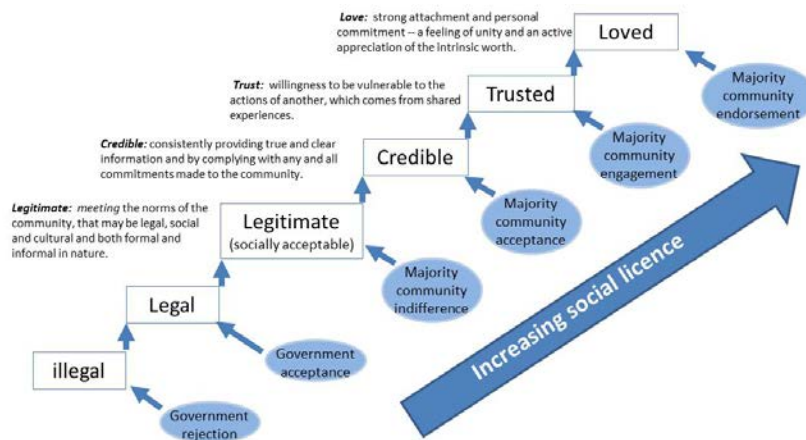 Love: strong attachment and personal
commitment – a feeling of unity and an active
appreciation of the intrinsic worth.
Loved
Majority
community
endorsement
Trust: willingness to be vulnerable to the
actions of another, which comes from shared
experiences.
Trusted
Majority
community
engagement
Credible: consistently providing true and clear
information and by complying with any and all
commitments made to the community.
Credible
Majority
community
acceptance
Legitimate: meeting the norms of the
community, that may be legal, social
and cultural and both formal and
informal in nature.
Legitimate
(socially acceptable)
Majority
community
indifference
Legal
Government
acceptance
illegal
Government
rejection
Increasing social licence